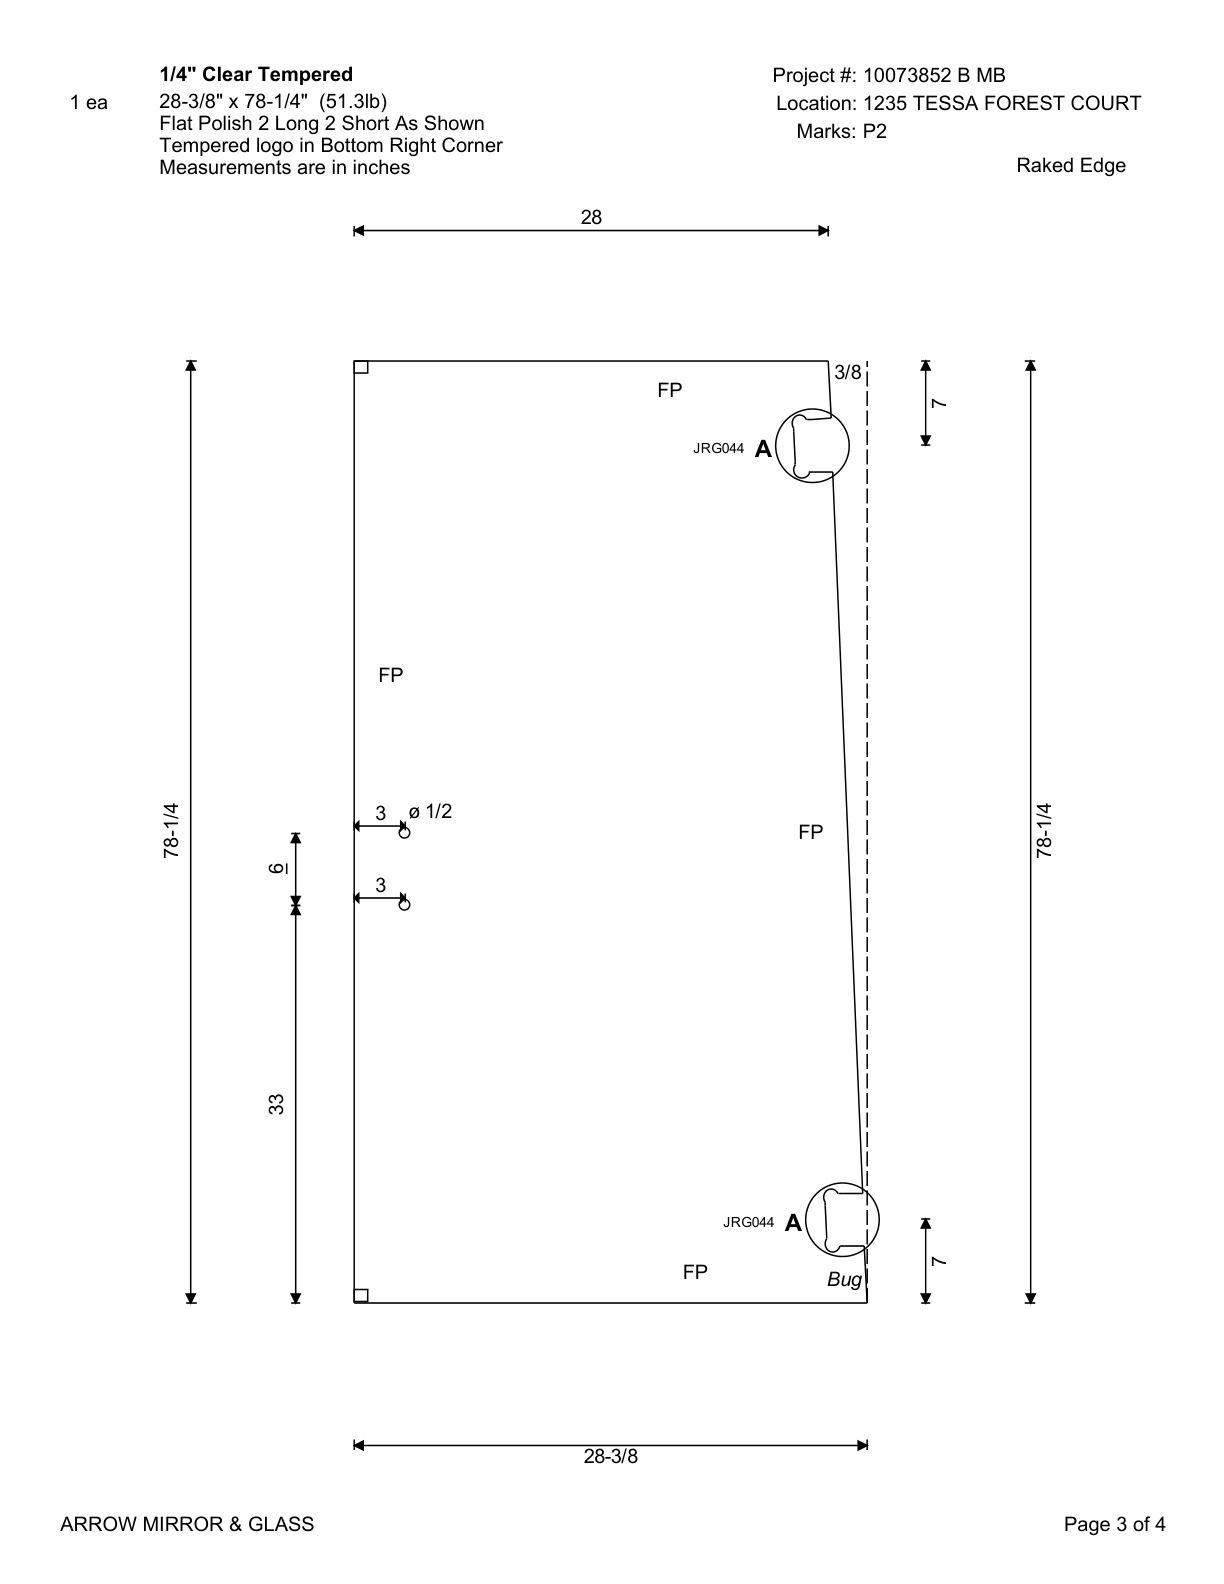 1/4" Clear Tempered
1 ea
28-3/8" x 78-1/4" (51.3lb)
Flat Polish 2 Long 2 Short As Shown
Tempered logo in Bottom Right Corner
Measurements are in inches
Project #: 10073852 B MB
Location: 1235 TESSA FOREST COURT
Marks: P2
Raked Edge
28
3/8
FP
7
JRG044 A
FP
78-1/4
3
ø 1/2
FP
78-1/4
6
3
33
JRG044 A
7
FP
Bug
28-3/8
ARROW MIRROR & GLASS
Page 3 of 4